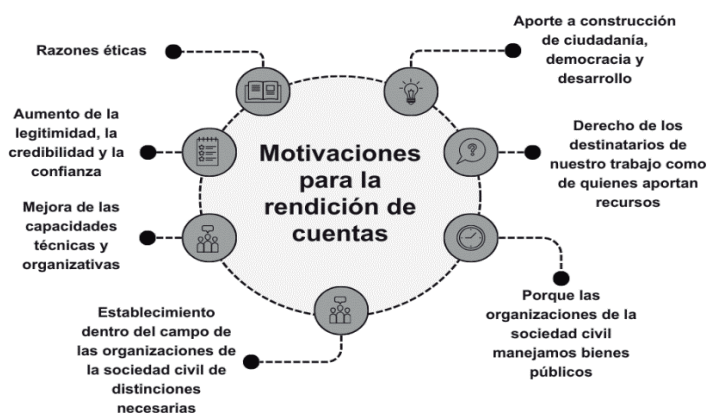 Motivaciones
para la
rendición de
cuentas
Razones éticas
Aumento de la
legitimidad, la
credibilidad y la
confianza
Mejora de las
capacidades
técnicas y
organizativas
Establecimiento
dentro del campo de
las organizaciones de
la sociedad civil de
distinciones
necesarias
Aporte a construcción
de ciudadanía,
democracia y
desarrollo
Derecho de los
destinatarios de
nuestro trabajo como
de quienes aportan
recursos
Porque las
organizaciones de la
sociedad civil
manejamos bienes
públicos